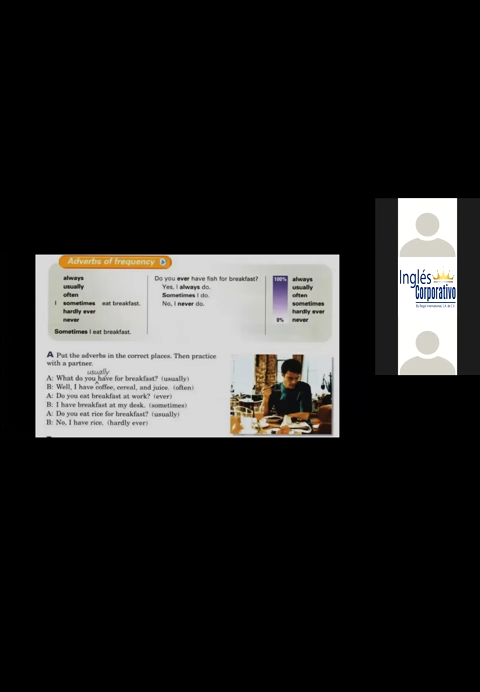 Adverbs of frequency
always
usually
often
I sometimes eat breakfast.
hardly ever
never
Sometimes I eat breakfast.
Do you ever have fish for breakfast?
Yes, I always do.
Sometimes I do.
No, I never do.
100% always
usually
often
sometimes
hardly ever
0% never
A Put the adverbs in the correct places. Then practice
with a partner.
usually
A: What do you have for breakfast? (usually)
B: Well, I have coffee, cereal, and juice. (often)
A: Do you eat breakfast at work? (ever)
B: I have breakfast at my desk. (sometimes)
A: Do you eat rice for breakfast? (usually)
B: No, I have rice. (hardly ever)
Inglés
Corporativo